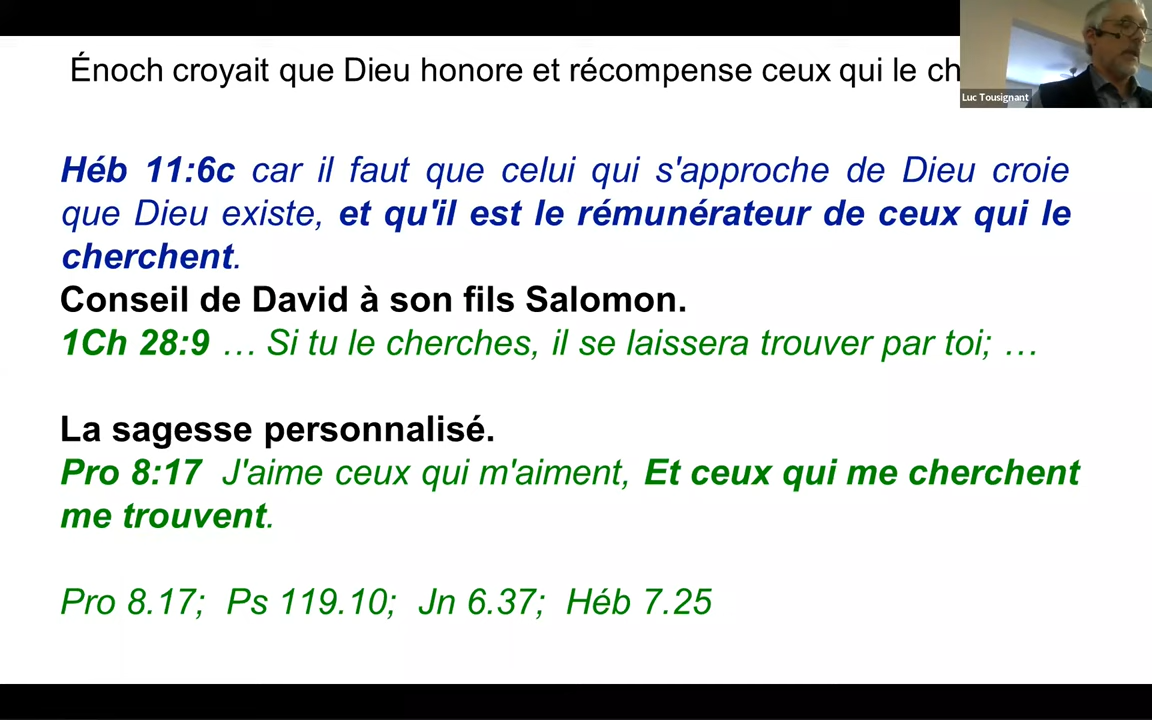 Énoch croyait que Dieu honore et récompense ceux qui le
Luc Tousignant
Héb 11:6c car il faut que celui qui s'approche de Dieu croie
que Dieu existe, et qu'il est le rémunérateur de ceux qui le
cherchent.
Conseil de David à son fils Salomon.
1Ch 28:9 … Si tu le cherches, il se laissera trouver par toi; …
La sagesse personnalisé.
Pro 8:17 J'aime ceux qui m'aiment, Et ceux qui me cherchent
me trouvent.
Pro 8.17; Ps 119.10; Jn 6.37; Héb 7.25